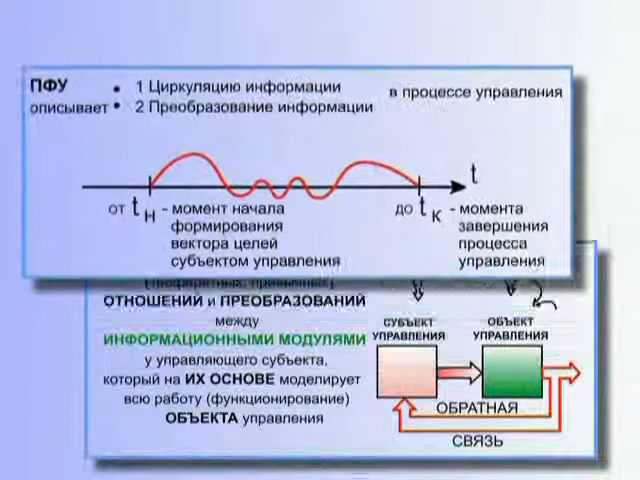 ПФУ
описывает
• 1 Циркуляцию информации
• 2 Преобразование информации
в процессе управления
t
от tН - момент начала
формирования
вектора целей
субъектом управления
до tК - момента
завершения
процесса
управления
ОТНОШЕНИЙ и ПРЕОБРАЗОВАНИЙ
между
ИНФОРМАЦИОННЫМИ МОДУЛЯМИ
у управляющего субъекта,
который на ИХ ОСНОВЕ моделирует
всю работу (функционирование)
ОБЪЕКТА управления
СУБЪЕКТ
УПРАВЛЕНИЯ
ОБЪЕКТ
УПРАВЛЕНИЯ
ОБРАТНАЯ
СВЯЗЬ